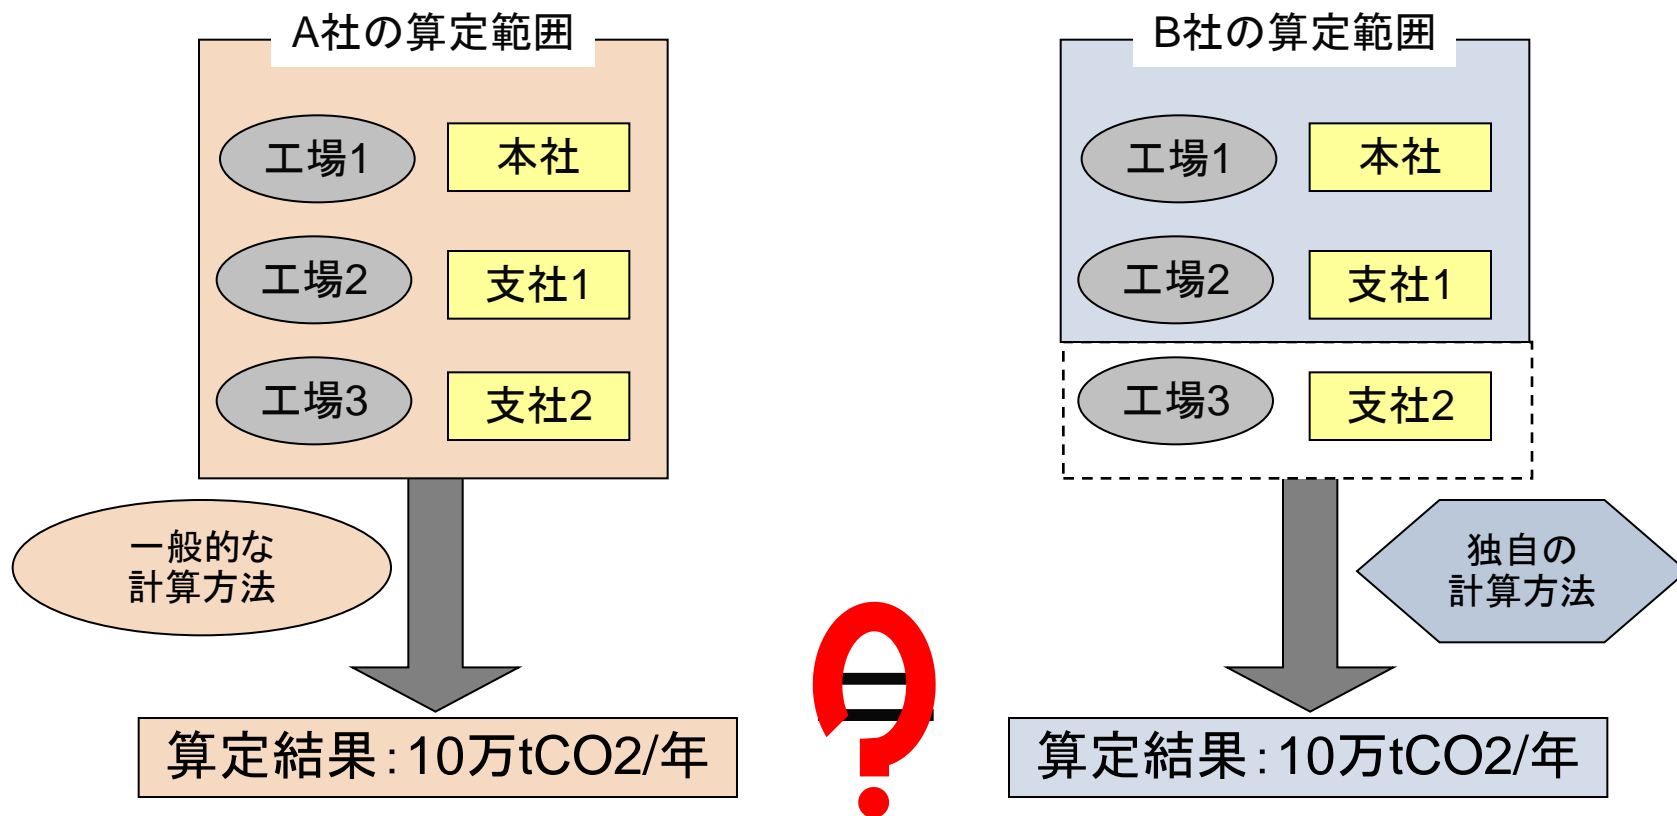 A社の算定範囲
工場1
本社
工場2
支社1
工場3
支社2
一般的な
計算方法
算定結果：10万tCO2/年
B社の算定範囲
工場1
本社
工場2
支社1
工場3
支社2
独自の
計算方法
算定結果：10万tCO2/年
=
?